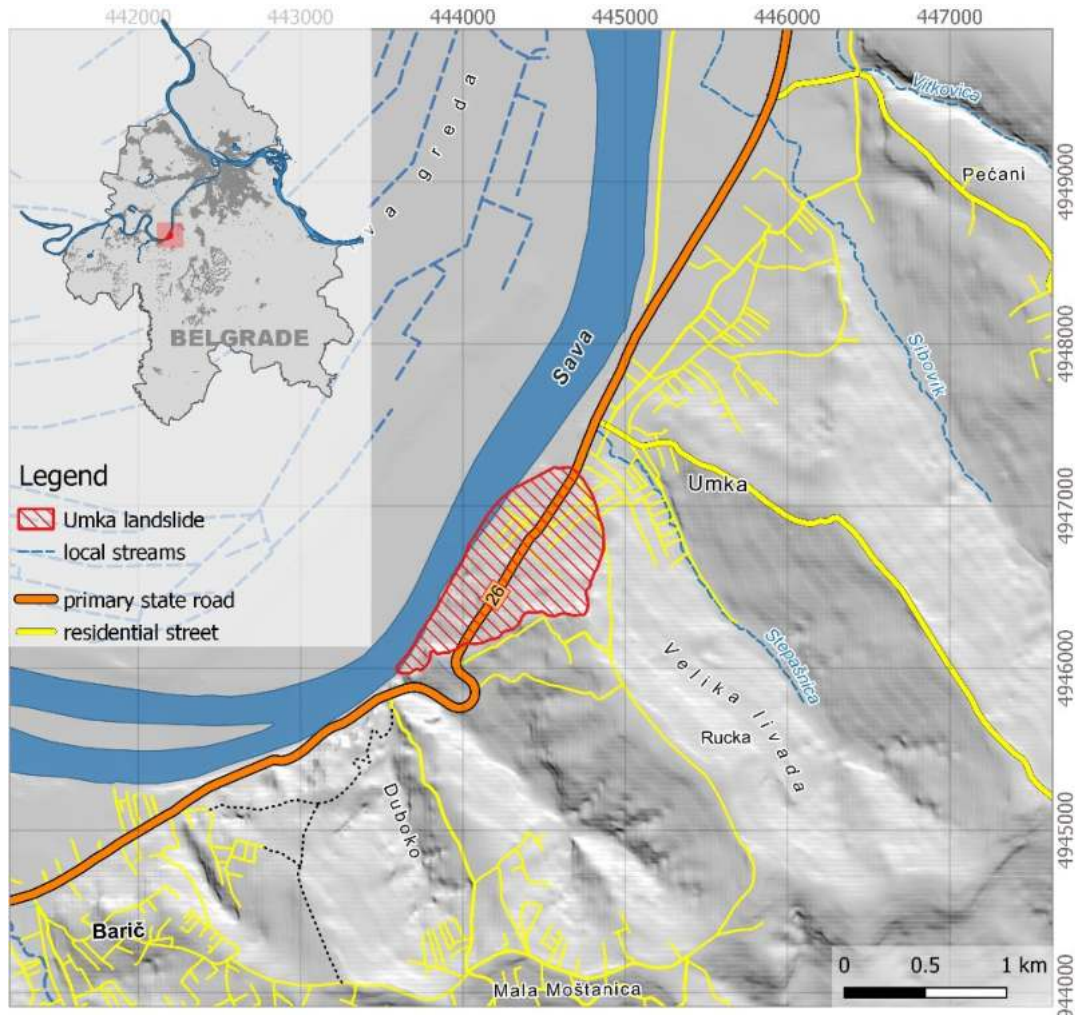 442000 443000 444000 445000 446000 447000
Vitkovica
va greda
Pećani
4949000
BELGRADE
Sava
4948000
Sibovik
Legend
Umka
4947000
Umka landslide
local streams
26
primary state road
residential street
Stepašnica
4946000
Velika livada
Rucka
Duboko
4945000
Barič
0 0.5 1 km
Mala Moštanica
4944000